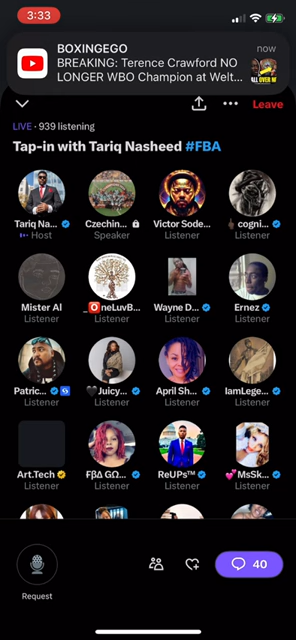 3:33
BOXINGEGO now
BREAKING: Terence Crawford NO
LONGER WBO Champion at Welt...
ALL OVER
Leave
LIVE · 939 listening
Tap-in with Tariq Nasheed #FBA
Tariq Na... Czechin... Victor Sode... cogni...
Host Speaker Listener Listener
Mister Al _OneLuvB... Wayne D... Ernez
Listener Listener Listener Listener
Patric... Juicy... April Sh... IamLege...
Listener Listener Listener Listener
Art.Tech FβΔ GΩ... ReUPs™ MsSk...
Listener Listener Listener Listener
40
Request